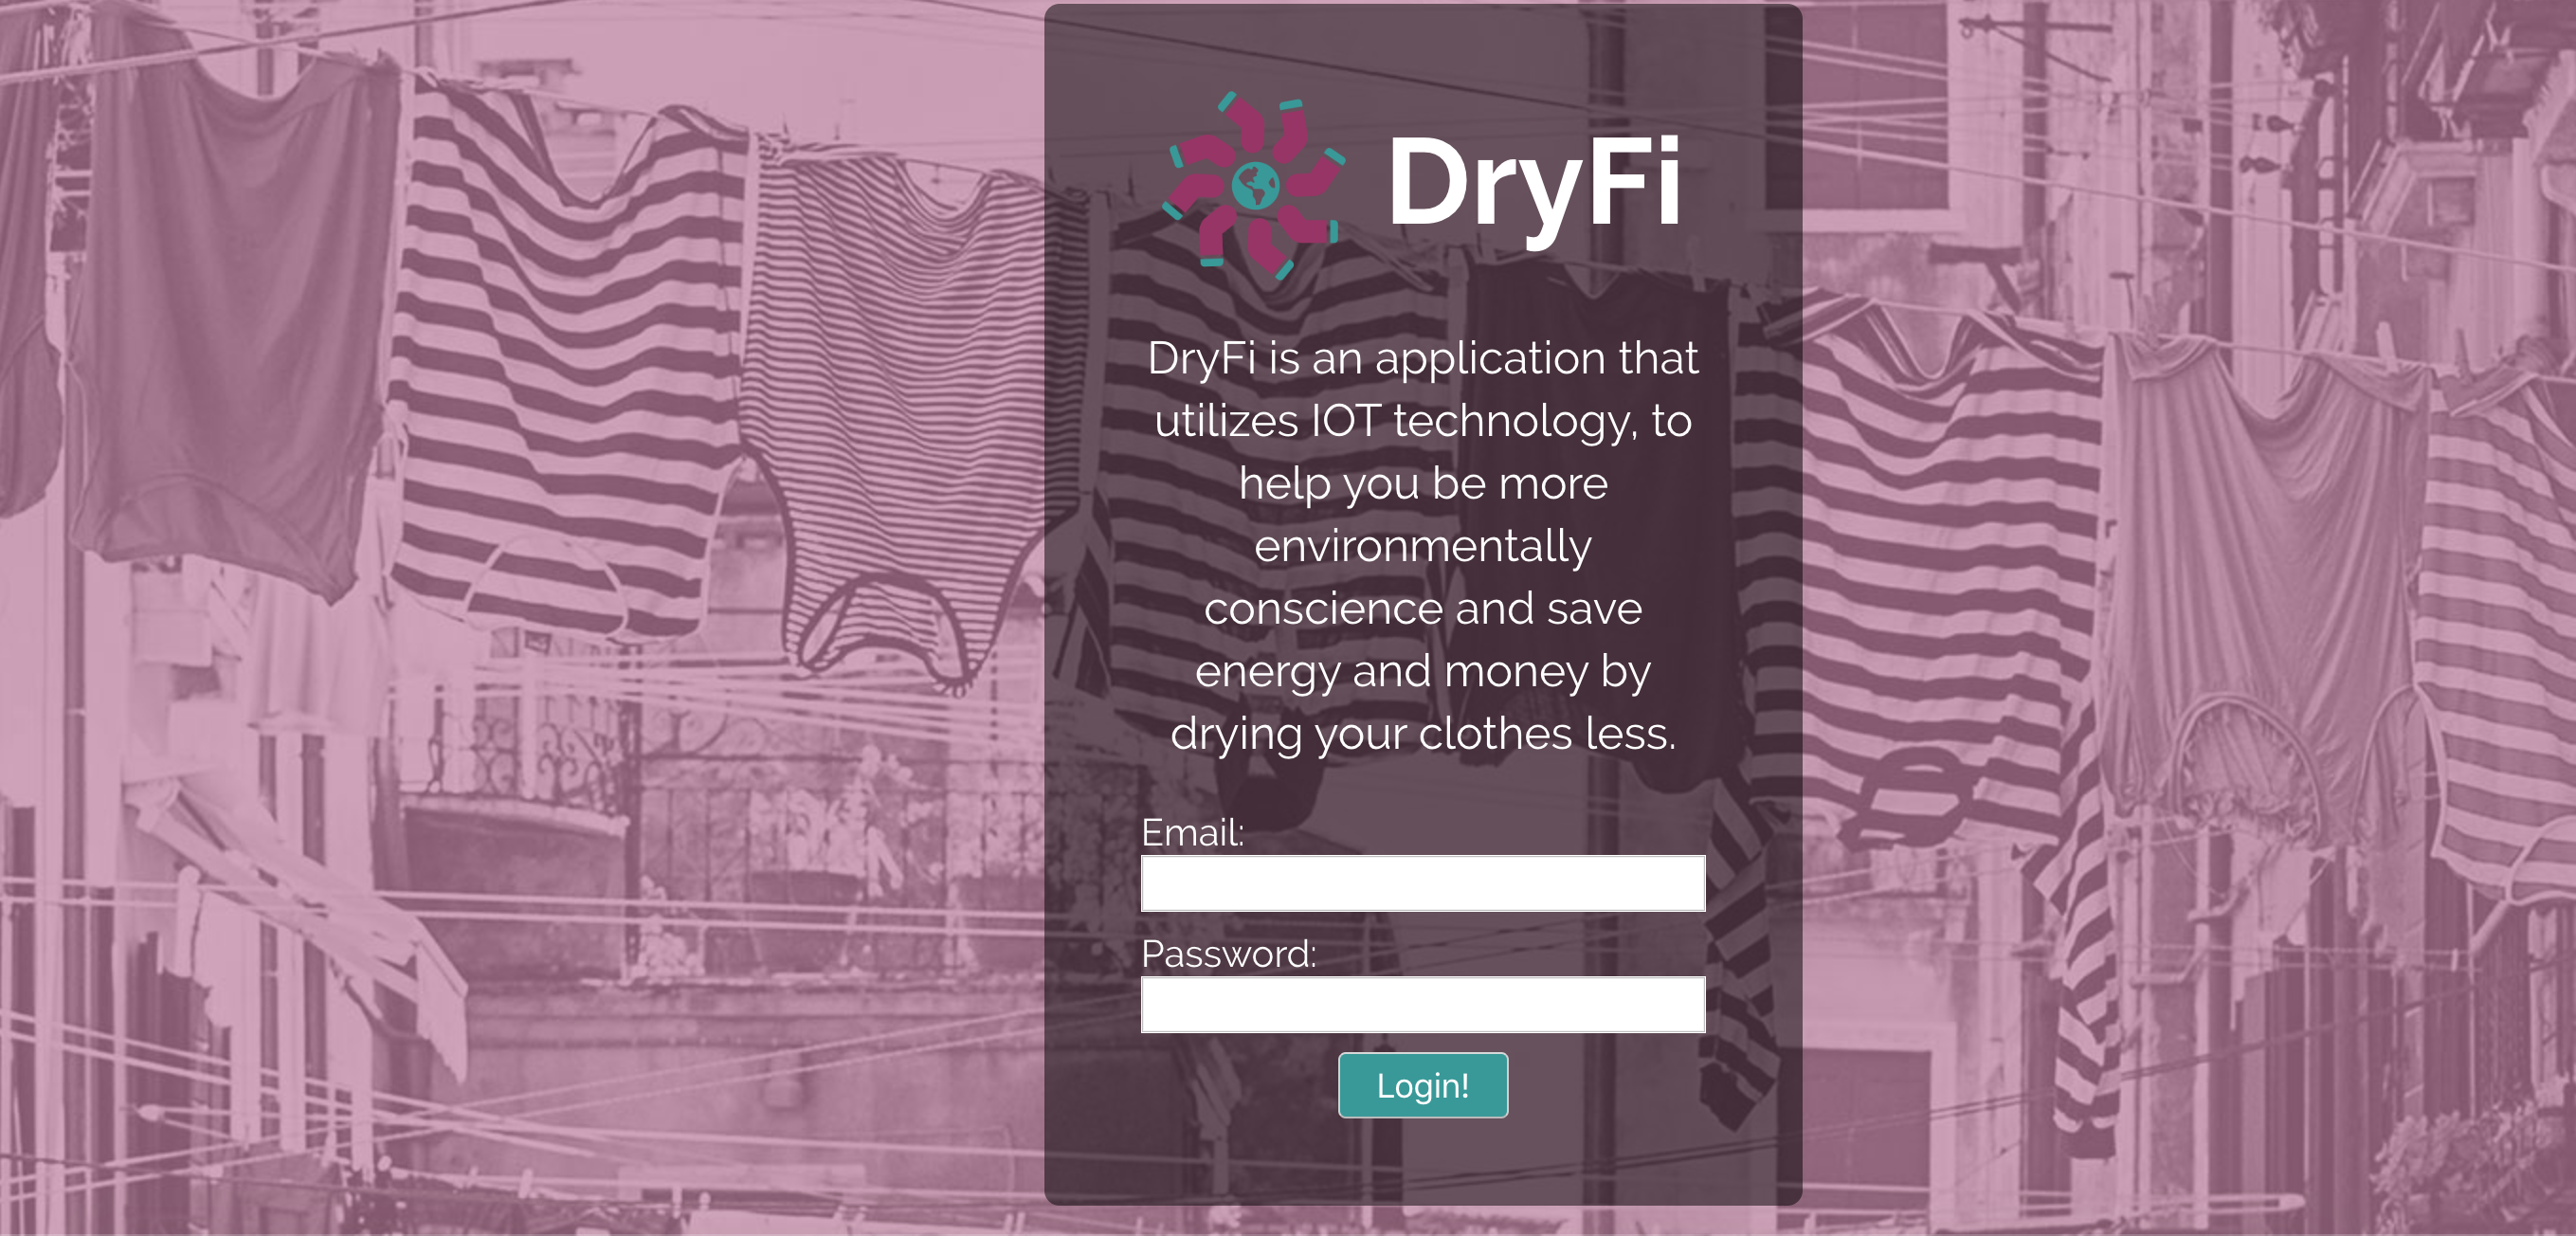 DryFi
DryFi is an application that
utilizes IOT technology, to
help you be more
environmentally
conscience and save
energy and money by
drying your clothes less.
Email:
Password:
Login!